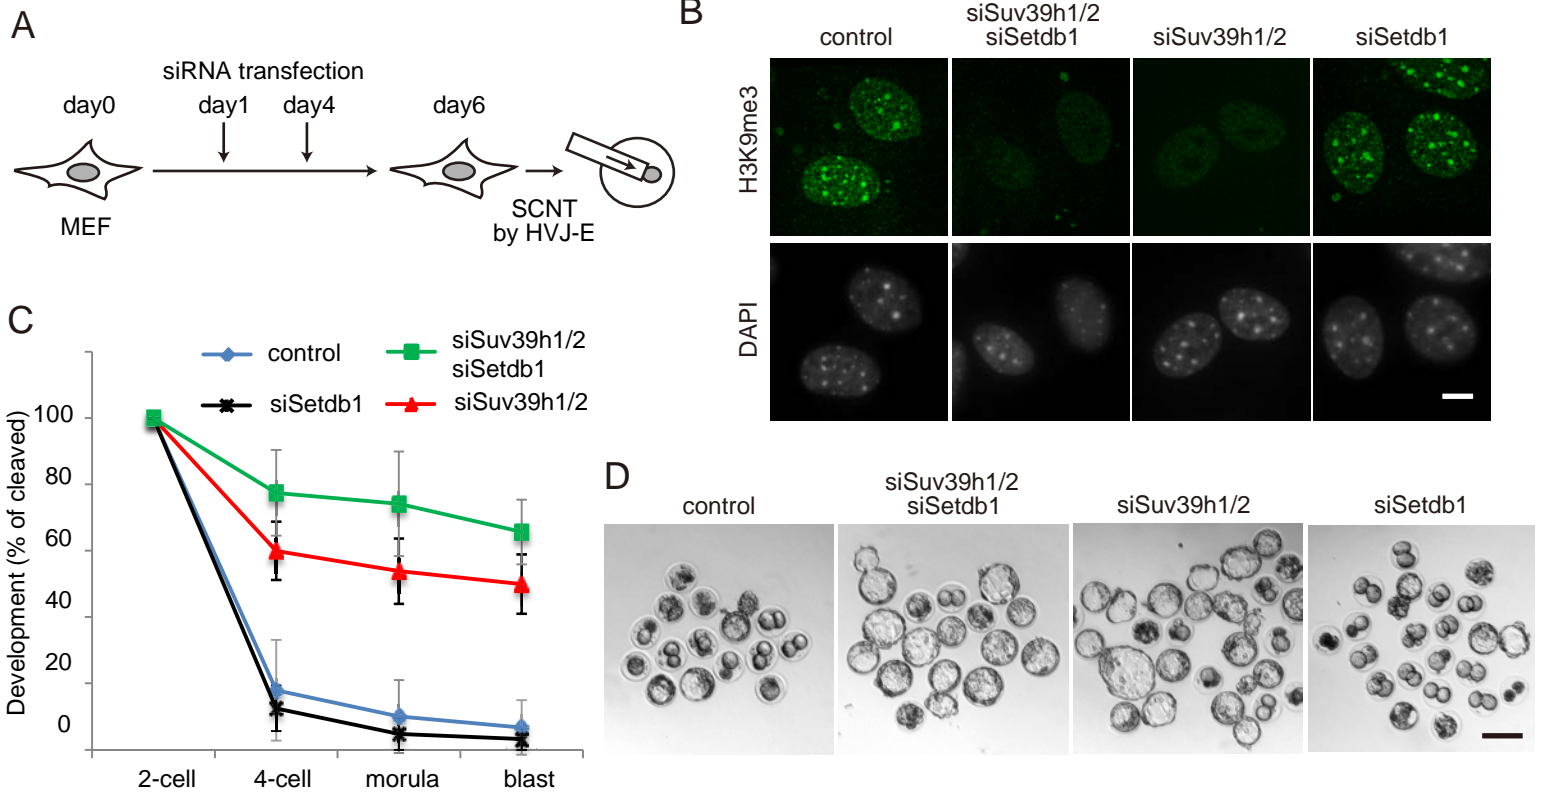 A
siRNA transfection
day0
day1
day4
day6
MEF
SCNT
by HVJ-E
B
control
siSuv39h1/2
siSetdb1
siSuv39h1/2
siSetdb1
H3K9me3
DAPI
C
control
siSuv39h1/2
siSetdb1
siSetdb1
siSuv39h1/2
Development (% of cleaved)
100
80
60
40
20
0
2-cell
4-cell
morula
blast
D
control
siSuv39h1/2
siSetdb1
siSuv39h1/2
siSetdb1